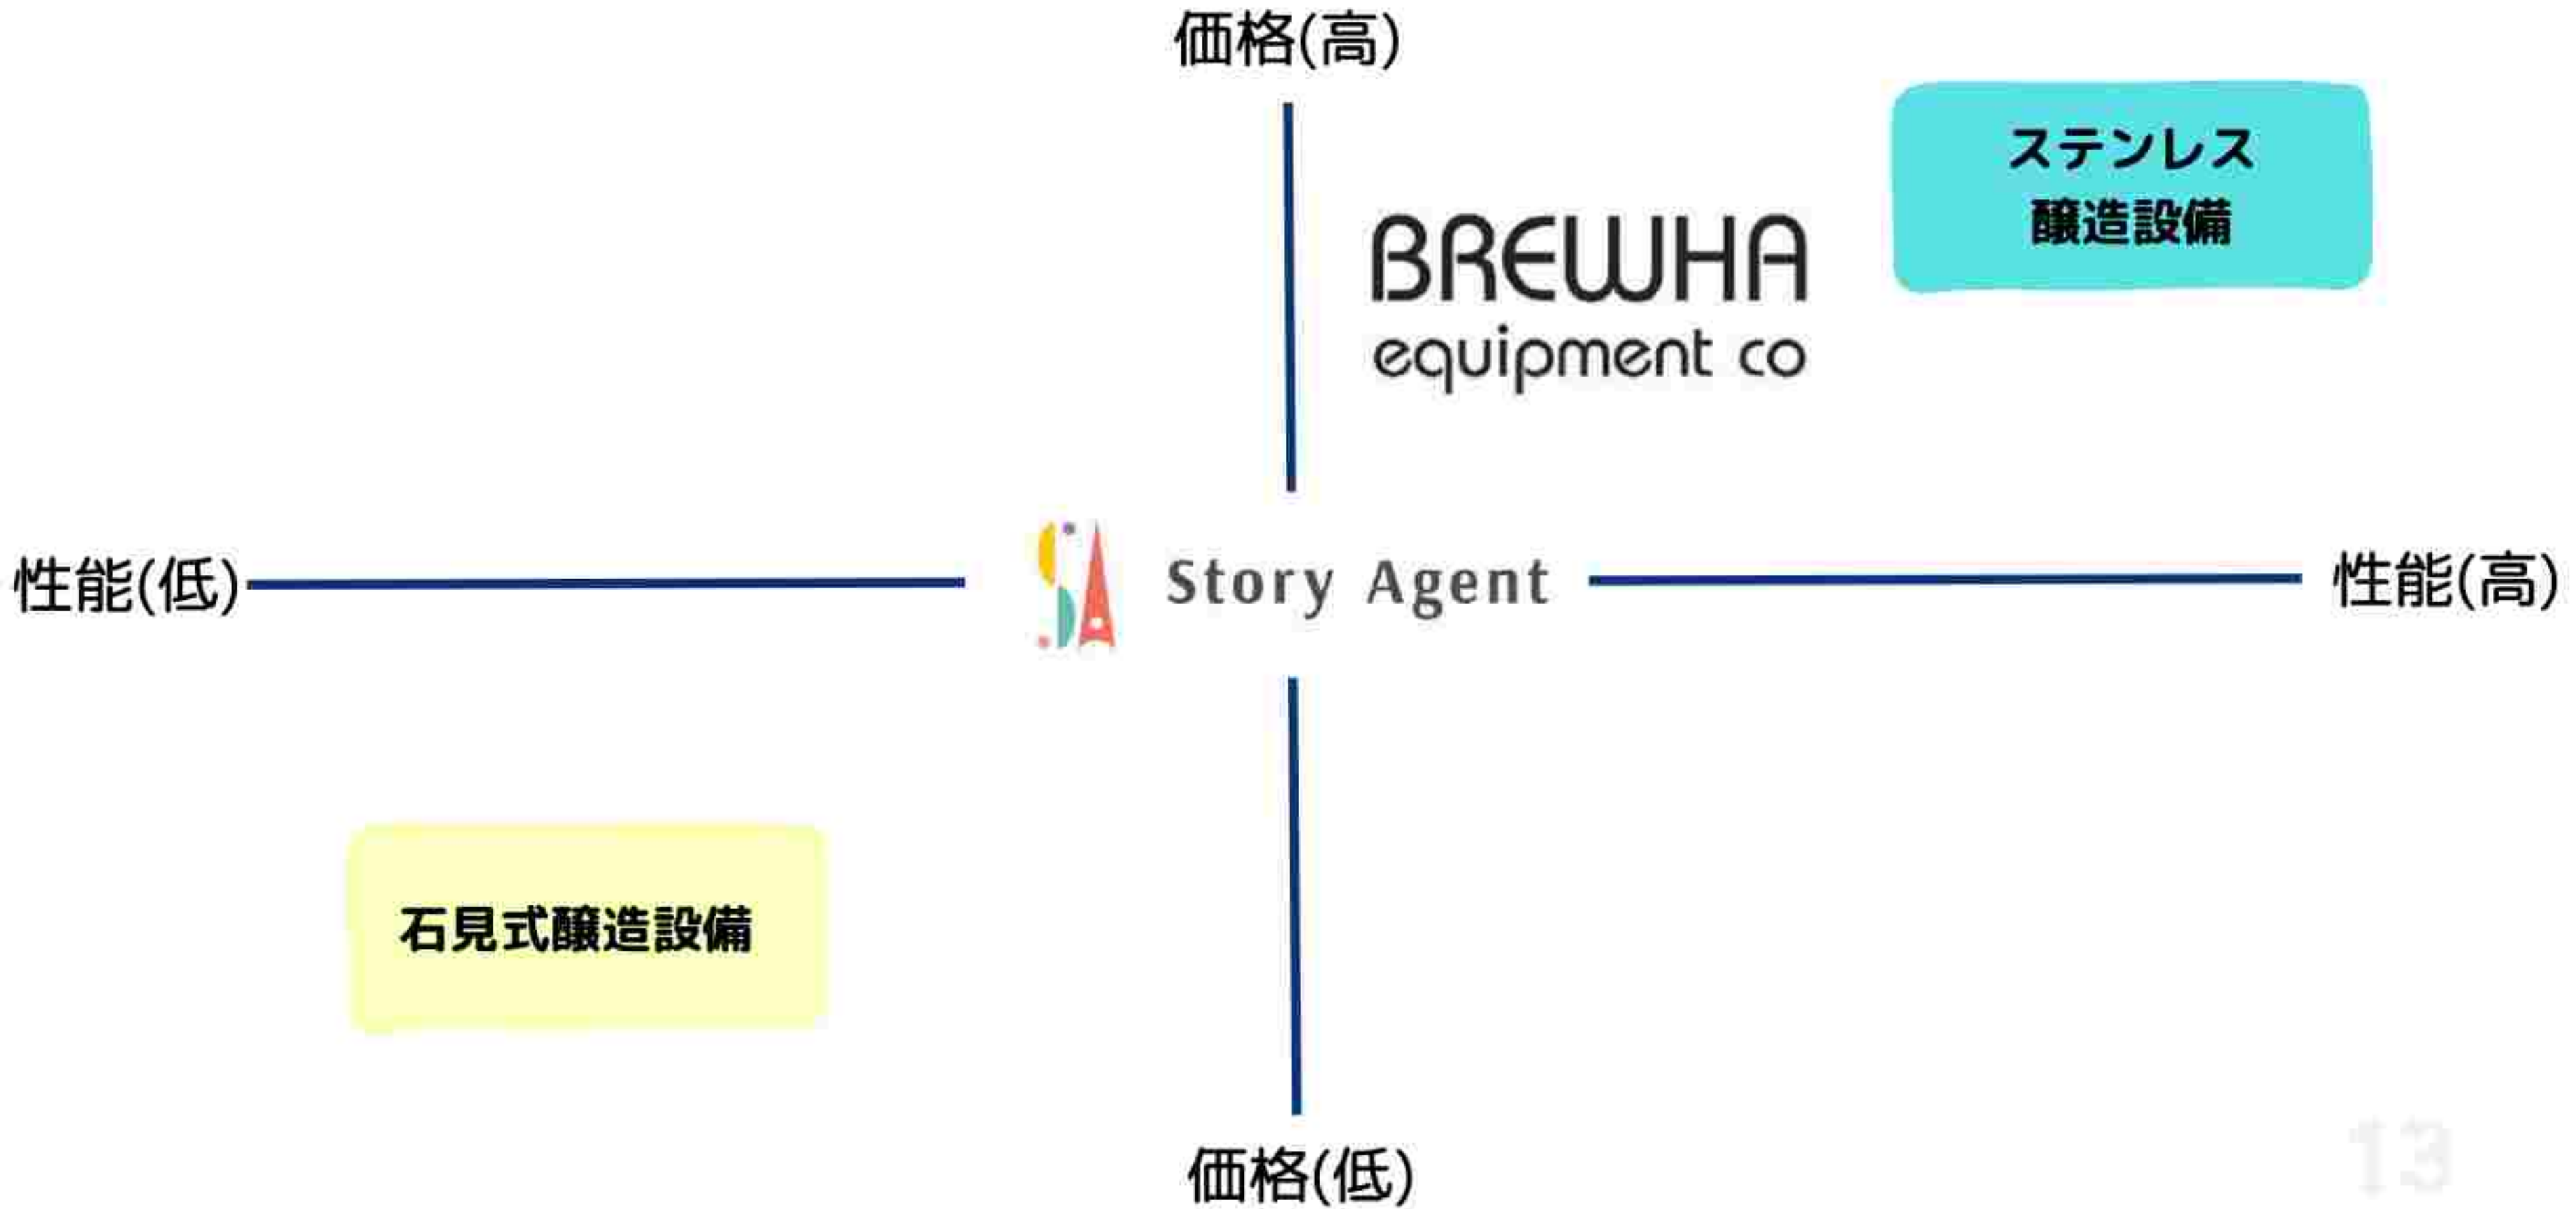 価格(高)
ステンレス
醸造設備
BREWHA
equipment co
性能(低)
SA Story Agent
性能(高)
石見式醸造設備
価格(低)
13